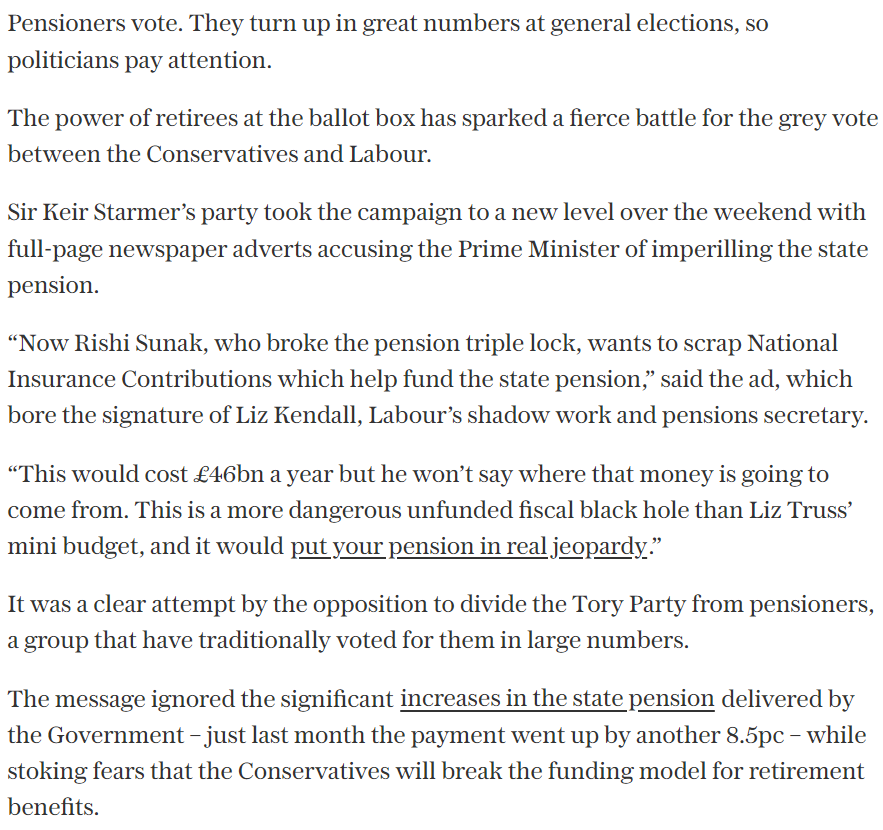 Pensioners vote. They turn up in great numbers at general elections, so
politicians pay attention.
The power of retirees at the ballot box has sparked a fierce battle for the grey vote
between the Conservatives and Labour.
Sir Keir Starmer’s party took the campaign to a new level over the weekend with
full-page newspaper adverts accusing the Prime Minister of imperilling the state
pension.
“Now Rishi Sunak, who broke the pension triple lock, wants to scrap National
Insurance Contributions which help fund the state pension,” said the ad, which
bore the signature of Liz Kendall, Labour’s shadow work and pensions secretary.
“This would cost £46bn a year but he won’t say where that money is going to
come from. This is a more dangerous unfunded fiscal black hole than Liz Truss’
mini budget, and it would put your pension in real jeopardy.”
It was a clear attempt by the opposition to divide the Tory Party from pensioners,
a group that have traditionally voted for them in large numbers.
The message ignored the significant increases in the state pension delivered by
the Government – just last month the payment went up by another 8.5pc – while
stoking fears that the Conservatives will break the funding model for retirement
benefits.